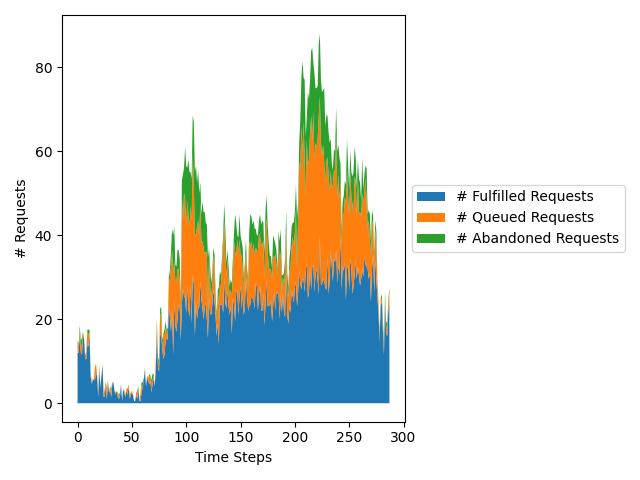 80
60
40
20
0
# Requests
0 50 100 150 200 250 300
Time Steps
# Fulfilled Requests
# Queued Requests
# Abandoned Requests